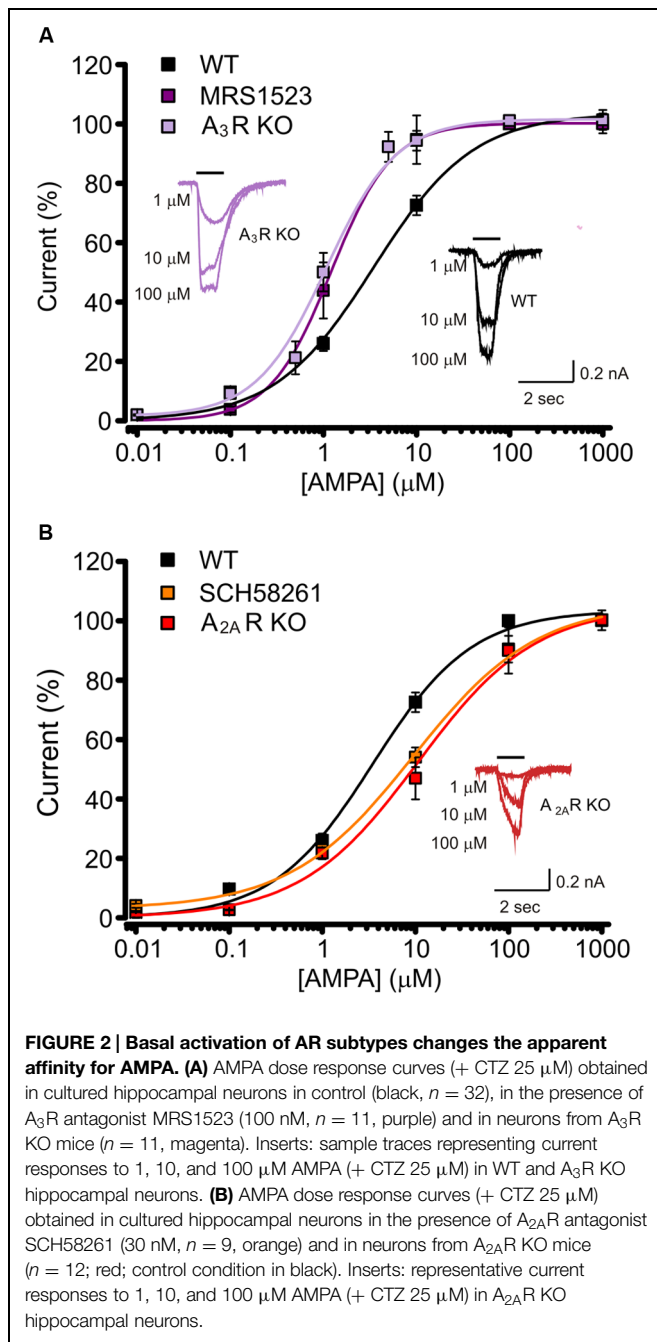 A
120
100
80
60
40
20
0
Current (%)
WT
MRS1523
A₃R KO
1 μM
10 μM
100 μM
A₃R KO
1 μM
10 μM
100 μM
WT
0.2 nA
2 sec
0.01 0.1 1 10 100 1000
[AMPA] (μM)
B
120
100
80
60
40
20
0
Current (%)
WT
SCH58261
A₂ₐR KO
1 μM
10 μM
100 μM
A₂ₐR KO
0.2 nA
2 sec
0.01 0.1 1 10 100 1000
[AMPA] (μM)
FIGURE 2 | Basal activation of AR subtypes changes the apparent
affinity for AMPA. (A) AMPA dose response curves (+ CTZ 25 μM) obtained
in cultured hippocampal neurons in control (black, n = 32), in the presence of
A₃R antagonist MRS1523 (100 nM, n = 11, purple) and in neurons from A₃R
KO mice (n = 11, magenta). Inserts: sample traces representing current
responses to 1, 10, and 100 μM AMPA (+ CTZ 25 μM) in WT and A₃R KO
hippocampal neurons. (B) AMPA dose response curves (+ CTZ 25 μM)
obtained in cultured hippocampal neurons in the presence of A₂ₐR antagonist
SCH58261 (30 nM, n = 9, orange) and in neurons from A₂ₐR KO mice
(n = 12; red; control condition in black). Inserts: representative current
responses to 1, 10, and 100 μM AMPA (+ CTZ 25 μM) in A₂ₐR KO
hippocampal neurons.